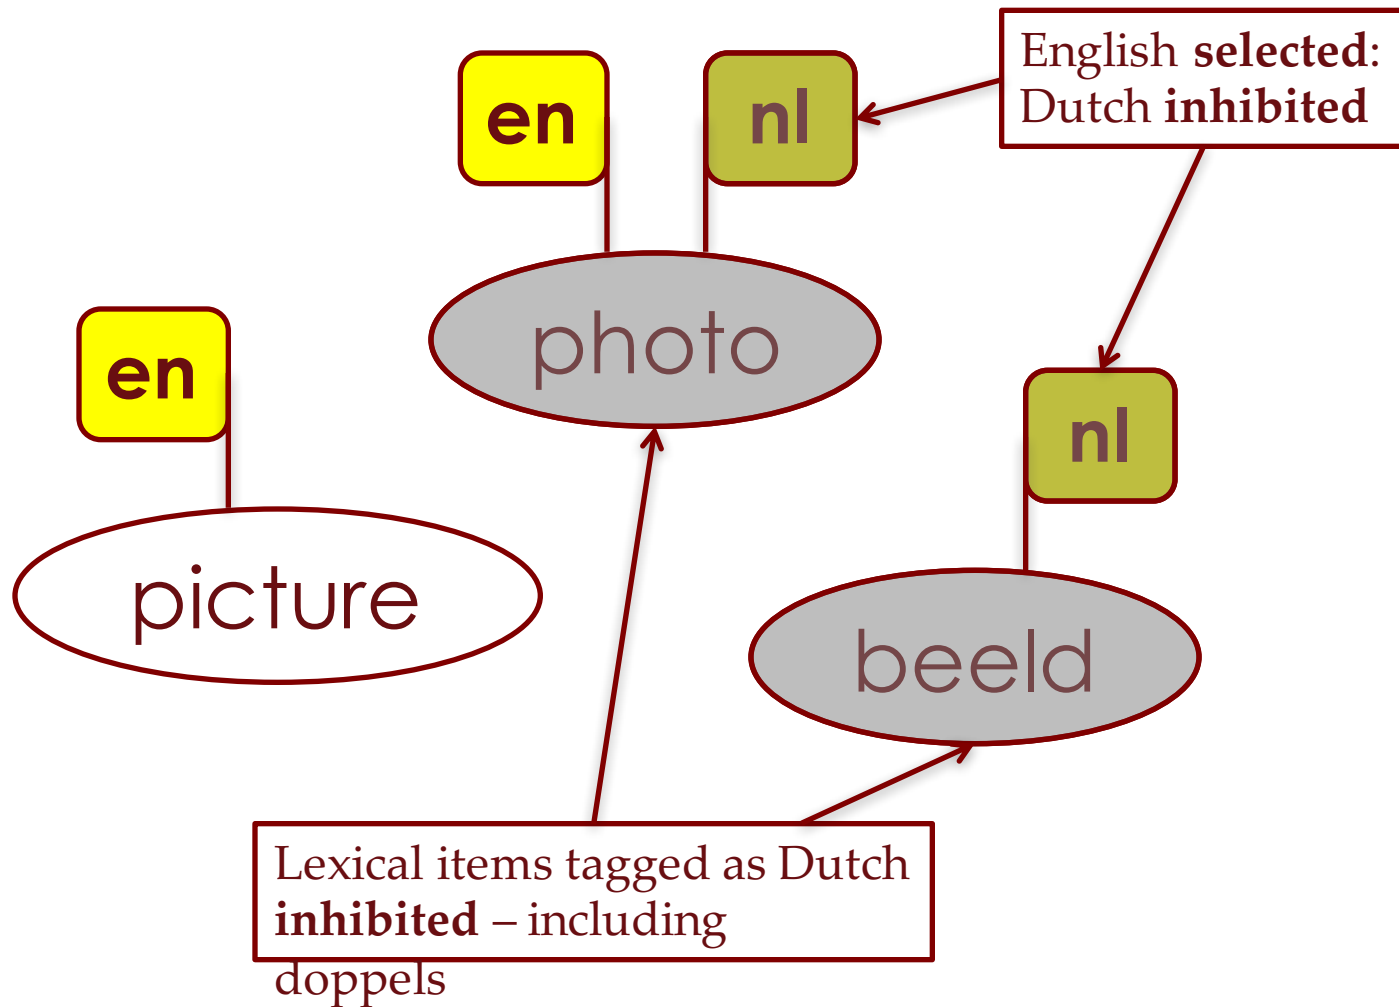 English selected:
Dutch inhibited
en
nl
photo
en
picture
nl
beeld
Lexical items tagged as Dutch
inhibited – including
doppels